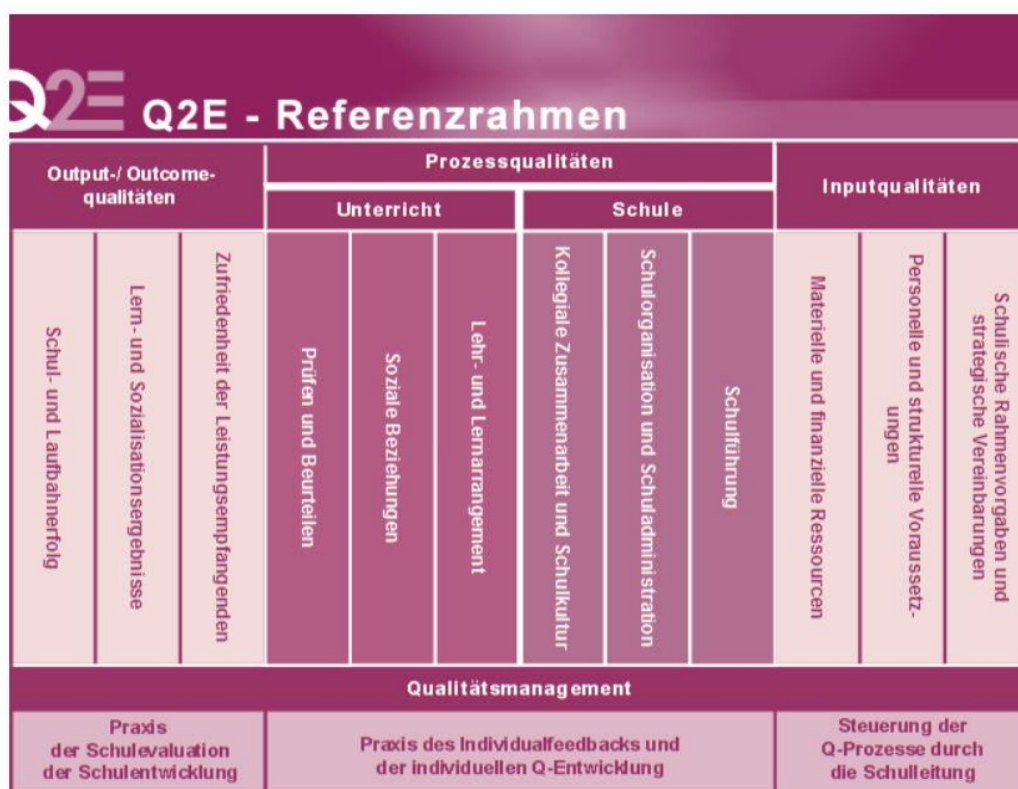 Q2E
Q2E - Referenzrahmen
Output-/ Outcome-
qualitäten
Prozessqualitäten
Inputqualitäten
Unterricht
Schule
Schul- und Laufbahnerfolg
Lern- und Sozialisationsergebnisse
Zufriedenheit der Leistungsempfangenden
Prüfen und Beurteilen
Soziale Beziehungen
Lehr- und Lernarrangement
Kollegiale Zusammenarbeit und Schulkultur
Schulorganisation und Schuladministration
Schulführung
Materielle und finanzielle Ressourcen
Personelle und strukturelle Voraussetz-
ungen
Schulische Rahmenvorgaben und
strategische Vereinbarungen
Qualitätsmanagement
Praxis
der Schulevaluation
der Schulentwicklung
Praxis des Individualfeedbacks und
der individuellen Q-Entwicklung
Steuerung der
Q-Prozesse durch
die Schulleitung